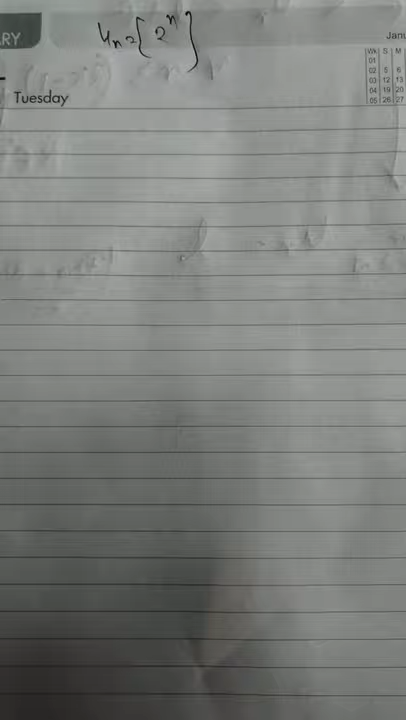 u_n = { 2^n }
RY
Janu
Wk S M
01
02 5 6
03 12 13
04 19 20
05 26 27
Tuesday